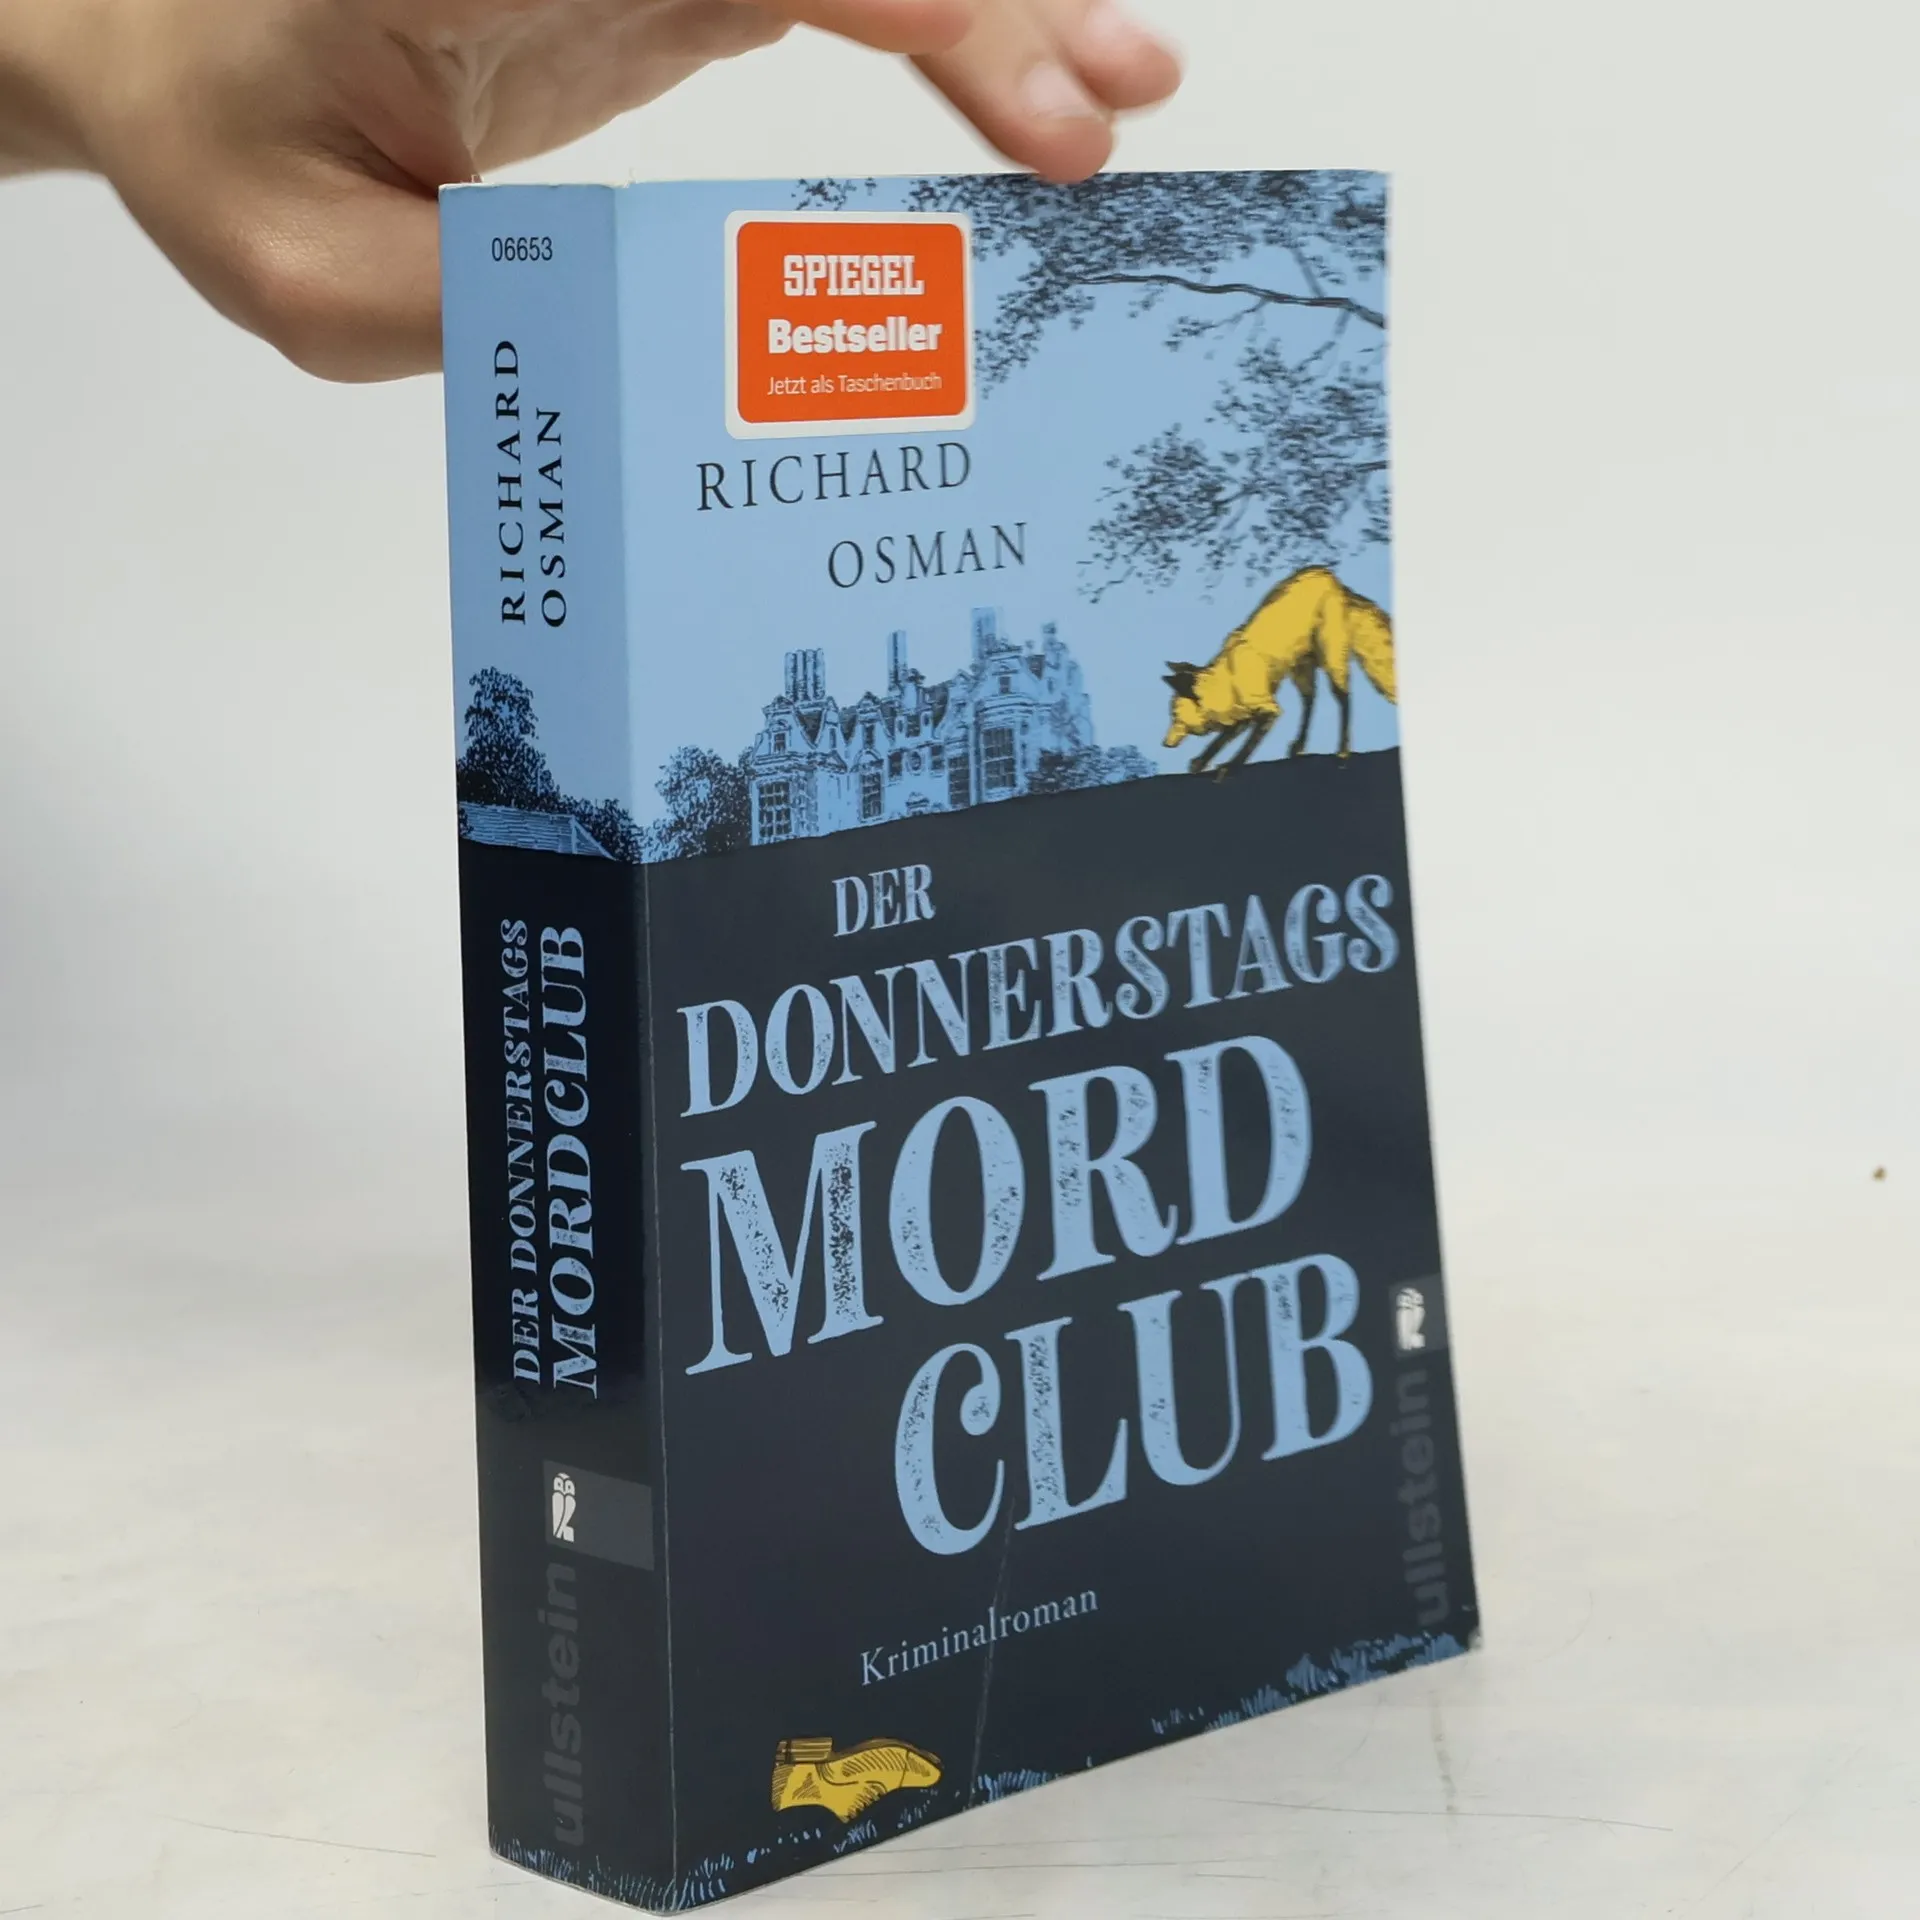 06653
RICHARD
OSMAN
DER DONNERSTAGS
MORDCLUB
ullstein
SPIEGEL
Bestseller
Jetzt als Taschenbuch
RICHARD
OSMAN
DER
DONNERSTAGS
MORD
CLUB
Kriminalroman
ullstein